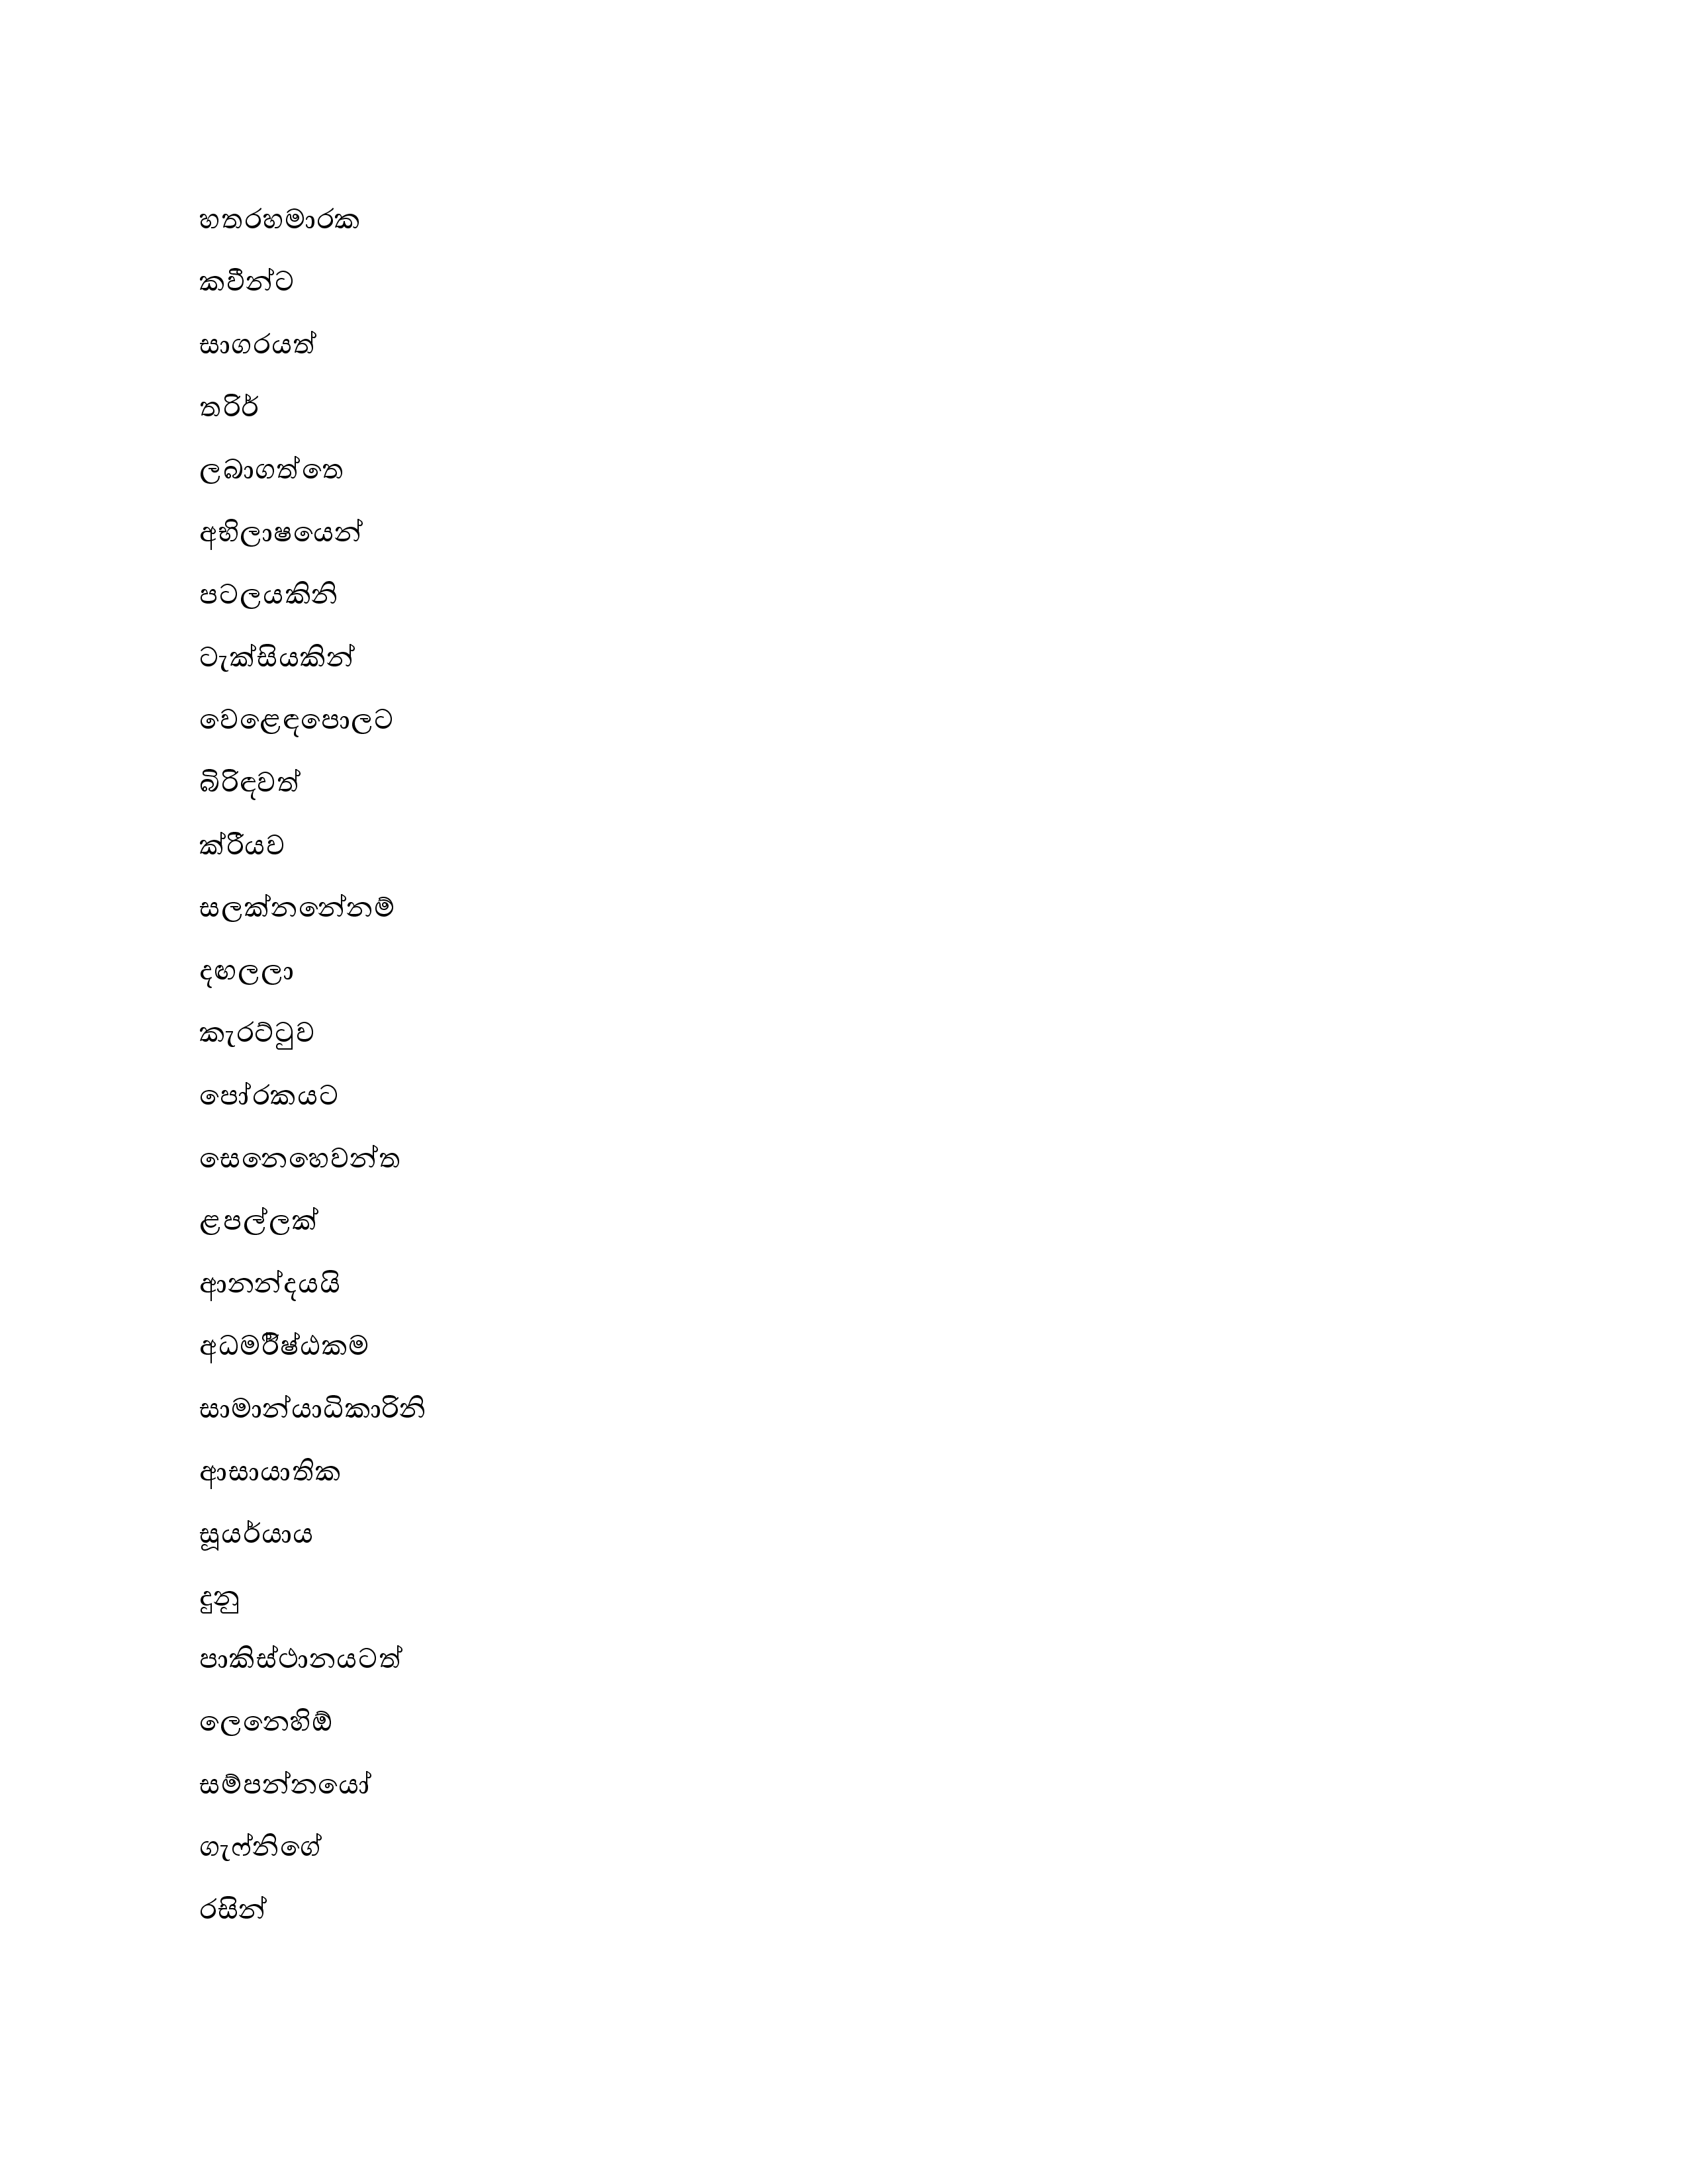 හතරහමාරක
කවීන්ට
සාගරයත්
තරිර්
ලබාගත්තෙ
අභිලාෂයෙන්
පටලයකිනි
ටැක්සියකින්
වෙළෙඳපොලට
බිරිඳවත්
ක්රීයව
සලක්නනේනම්
දඟලලා
කැරට්ටුව
පෝරකයට
සෙනෙහෙවන්ත
ළපල්ලක්
ආනන්දයයි
අධමරිිෂ්ඨකම
සාමාන්යාධිකාරිනි
ආසායාතික
සූයර්යාය
දුනු
පාකිස්ථානයටත්
ලෙනෙහිඕ
සම්පන්නයෝ
ගැෆ්නිගේ
රසින්